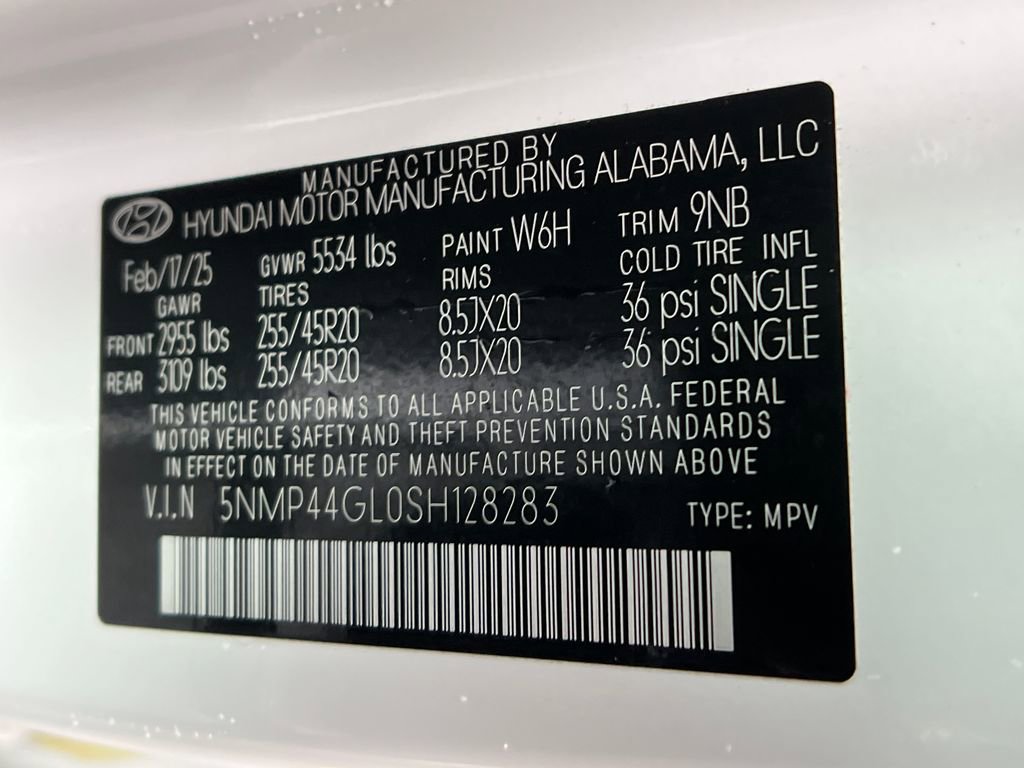 MANUFACTURED BY
HYUNDAI MOTOR MANUFACTURING ALABAMA, LLC
Feb/17/25 GVWR 5534 lbs PAINT W6H TRIM 9NB
GAWR TIRES RIMS COLD TIRE INFL
FRONT 2955 lbs 255/45R20 8.5JX20 36 psi SINGLE
REAR 3109 lbs 255/45R20 8.5JX20 36 psi SINGLE
THIS VEHICLE CONFORMS TO ALL APPLICABLE U.S.A. FEDERAL
MOTOR VEHICLE SAFETY AND THEFT PREVENTION STANDARDS
IN EFFECT ON THE DATE OF MANUFACTURE SHOWN ABOVE
V.I.N 5NMP44GL0SH128283 TYPE: MPV